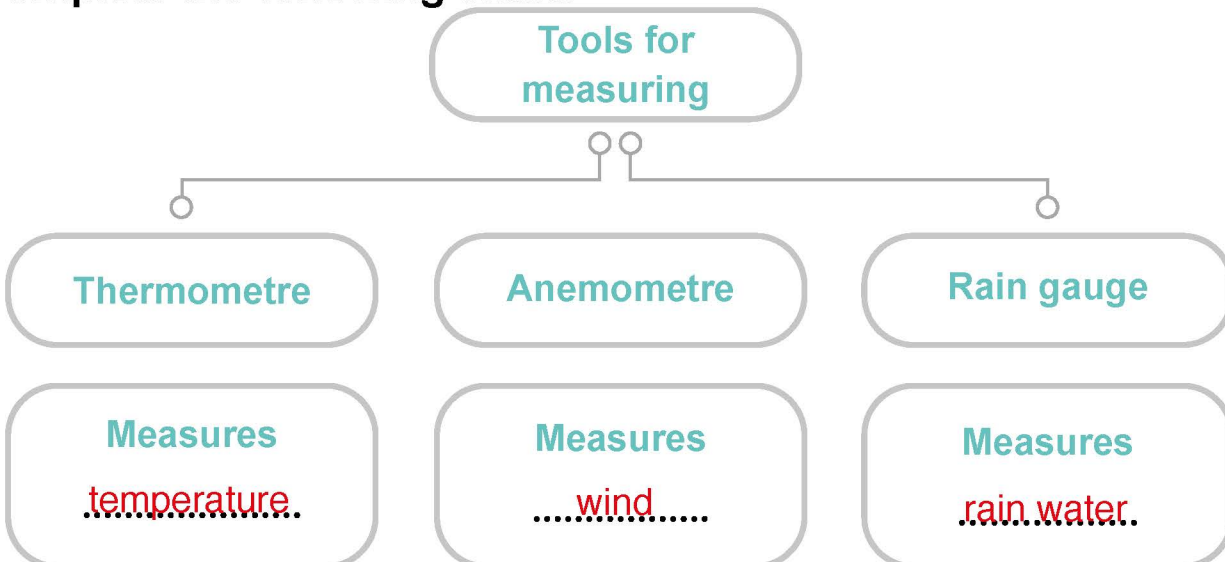 Tools for
measuring
Thermometre
Anemometre
Rain gauge
Measures
temperature
Measures
wind
Measures
rain water